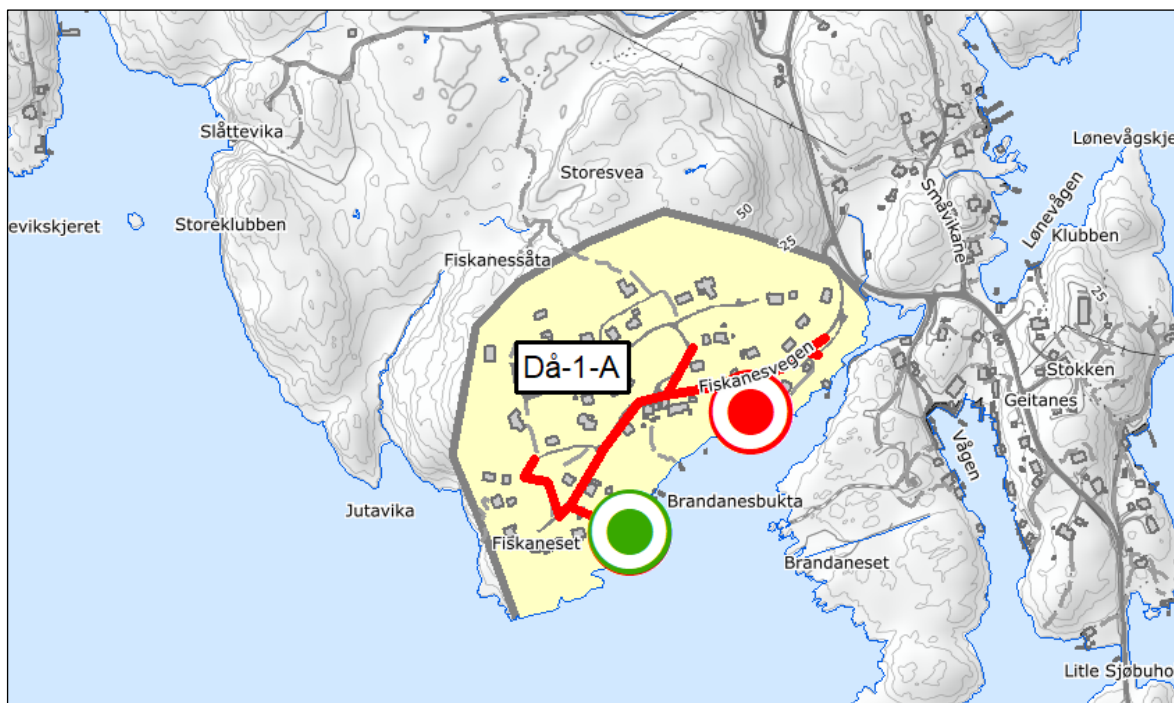 Slåttevika
Storesvea
Lønevågskje
evikskjeret
Storeklubben
50
Småvikane
Lønevågen
Klubben
25
Fiskanessåta
25
Då-1-A
Fiskanesvegen
Stokken
Geitanes
Vågen
Jutavika
Brandanesbukta
Fiskaneset
Brandaneset
Litle Sjøbuho